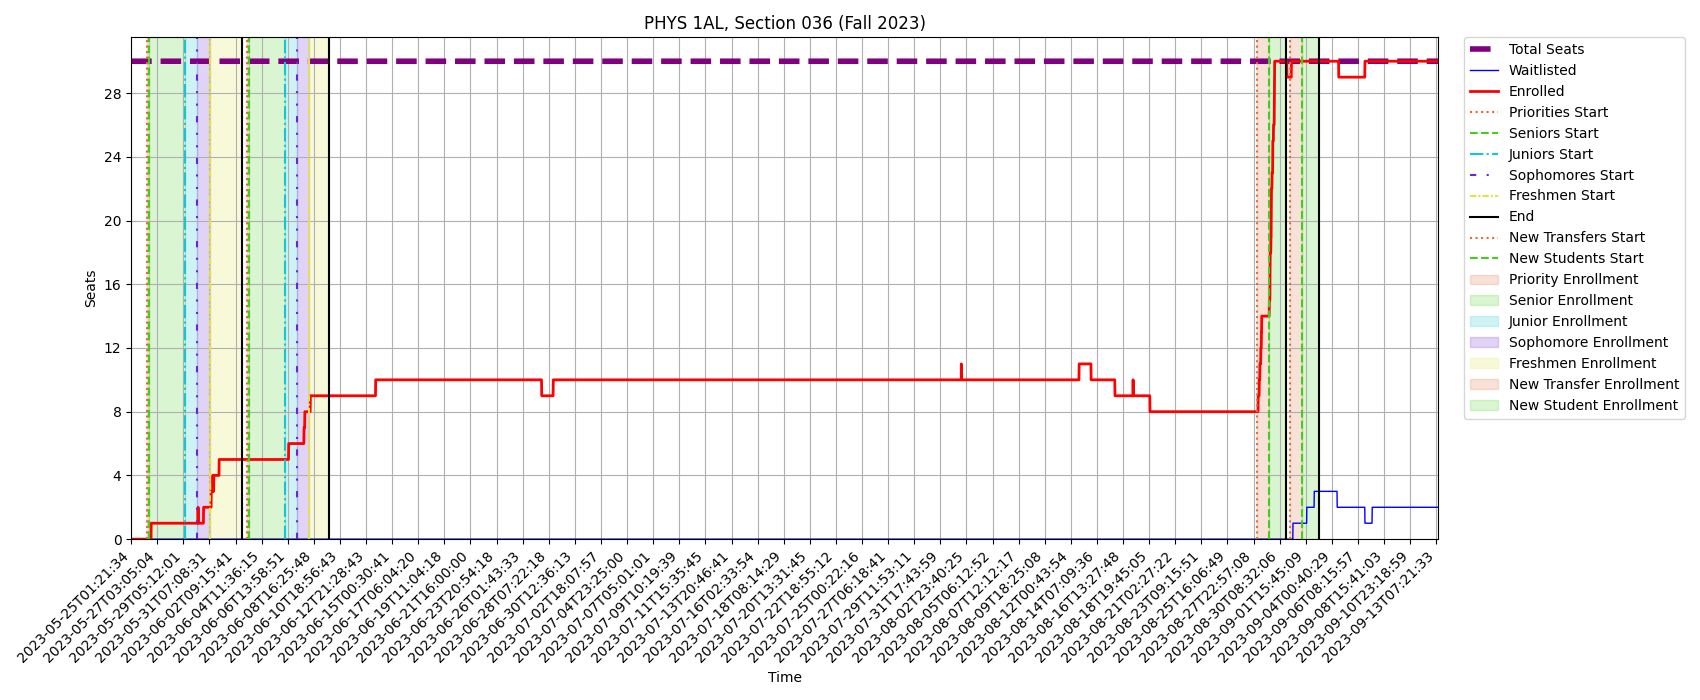 PHYS 1AL, Section 036 (Fall 2023)
Seats
28
24
20
16
12
8
4
0
2023-05-25T01:21:34
2023-05-27T03:05:04
2023-05-29T05:12:01
2023-05-31T07:08:31
2023-06-02T09:15:41
2023-06-04T11:36:15
2023-06-06T13:58:51
2023-06-08T16:25:48
2023-06-10T18:56:43
2023-06-12T21:28:43
2023-06-15T00:30:41
2023-06-17T06:04:20
2023-06-19T11:04:18
2023-06-21T16:00:00
2023-06-23T20:54:18
2023-06-26T01:43:33
2023-06-28T07:22:18
2023-06-30T12:36:13
2023-07-02T18:07:57
2023-07-04T23:25:00
2023-07-07T05:01:01
2023-07-09T10:19:39
2023-07-11T15:35:45
2023-07-13T20:46:41
2023-07-16T02:33:54
2023-07-18T08:14:29
2023-07-20T13:31:45
2023-07-22T18:55:12
2023-07-25T00:22:16
2023-07-27T06:18:41
2023-07-29T11:53:11
2023-07-31T17:43:59
2023-08-02T23:40:25
2023-08-05T06:12:52
2023-08-07T12:12:17
2023-08-09T18:25:08
2023-08-12T00:43:54
2023-08-14T07:09:36
2023-08-16T13:27:48
2023-08-18T19:45:05
2023-08-21T02:27:22
2023-08-23T09:15:51
2023-08-25T16:06:49
2023-08-27T22:57:08
2023-08-30T08:32:06
2023-09-01T15:45:09
2023-09-04T00:40:29
2023-09-06T08:15:57
2023-09-08T15:41:03
2023-09-10T23:18:59
2023-09-13T07:21:33
Time
Total Seats
Waitlisted
Enrolled
Priorities Start
Seniors Start
Juniors Start
Sophomores Start
Freshmen Start
End
New Transfers Start
New Students Start
Priority Enrollment
Senior Enrollment
Junior Enrollment
Sophomore Enrollment
Freshmen Enrollment
New Transfer Enrollment
New Student Enrollment